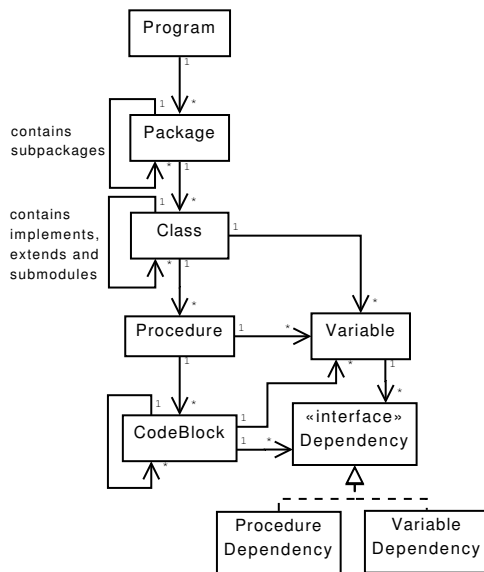 Program
1
*
1
contains
subpackages
Package
*
1
*
contains
implements,
extends and
submodules
1
Class
1
*
1
*
*
Procedure
1
*
Variable
1
*
1
*
1
*
CodeBlock
1
1
*
*
«interface»
Dependency
Procedure
Dependency
Variable
Dependency